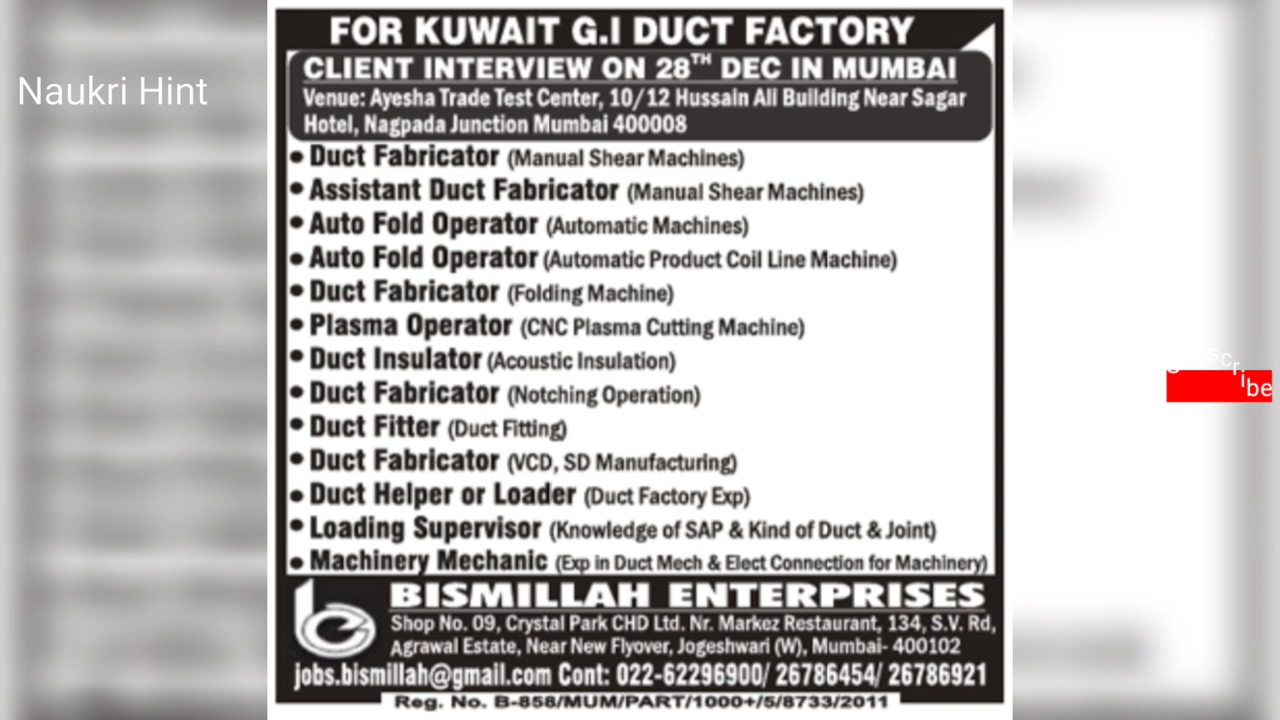 Naukri Hint
FOR KUWAIT G.I DUCT FACTORY
CLIENT INTERVIEW ON 28TH DEC IN MUMBAI
Venue: Ayesha Trade Test Center, 10/12 Hussain Ali Building Near Sagar
Hotel, Nagpada Junction Mumbai 400008
• Duct Fabricator (Manual Shear Machines)
• Assistant Duct Fabricator (Manual Shear Machines)
• Auto Fold Operator (Automatic Machines)
• Auto Fold Operator (Automatic Product Coil Line Machine)
• Duct Fabricator (Folding Machine)
• Plasma Operator (CNC Plasma Cutting Machine)
• Duct Insulator (Acoustic Insulation)
• Duct Fabricator (Notching Operation)
• Duct Fitter (Duct Fitting)
• Duct Fabricator (VCD, SD Manufacturing)
• Duct Helper or Loader (Duct Factory Exp)
• Loading Supervisor (Knowledge of SAP & Kind of Duct & Joint)
• Machinery Mechanic (Exp in Duct Mech & Elect Connection for Machinery)
BISMILLAH ENTERPRISES
Shop No. 09, Crystal Park CHD Ltd. Nr. Markez Restaurant, 134, S.V. Rd,
Agrawal Estate, Near New Flyover, Jogeshwari (W), Mumbai- 400102
jobs.bismillah@gmail.com Cont: 022-62296900/ 26786454/ 26786921
Reg. No. B-858/MUM/PART/1000+/5/8733/2011